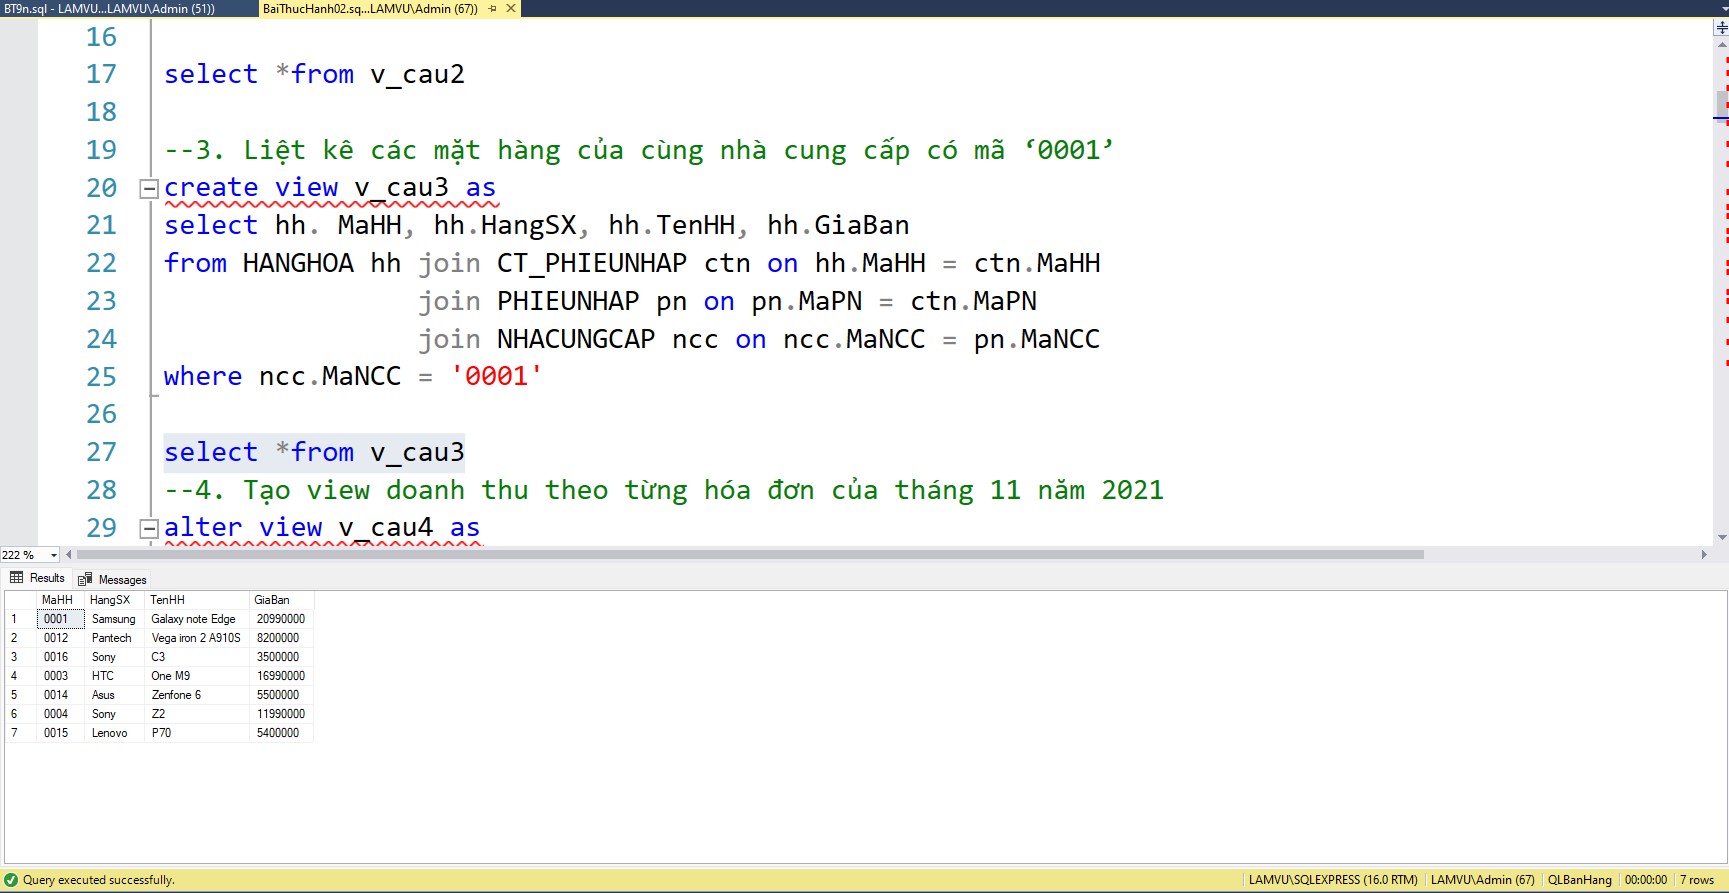 BT9n.sql - LAMVU...LAMVU\Admin (51))
BaiThucHanh02.sq...LAMVU\Admin (67))
16
17 select *from v_cau2
18
19 --3. Liệt kê các mặt hàng của cùng nhà cung cấp có mã ‘0001’
20 create view v_cau3 as
21 select hh. MaHH, hh.HangSX, hh.TenHH, hh.GiaBan
22 from HANGHOA hh join CT_PHIEUNHAP ctn on hh.MaHH = ctn.MaHH
23 join PHIEUNHAP pn on pn.MaPN = ctn.MaPN
24 join NHACUNGCAP ncc on ncc.MaNCC = pn.MaNCC
25 where ncc.MaNCC = '0001'
26
27 select *from v_cau3
28 --4. Tạo view doanh thu theo từng hóa đơn của tháng 11 năm 2021
29 alter view v_cau4 as
222 %
Results Messages
MaHH HangSX TenHH GiaBan
1 0001 Samsung Galaxy note Edge 20990000
2 0012 Pantech Vega iron 2 A910S 8200000
3 0016 Sony C3 3500000
4 0003 HTC One M9 16990000
5 0014 Asus Zenfone 6 5500000
6 0004 Sony Z2 11990000
7 0015 Lenovo P70 5400000
Query executed successfully.
LAMVU\SQLEXPRESS (16.0 RTM) LAMVU\Admin (67) QLBanHang 00:00:00 7 rows